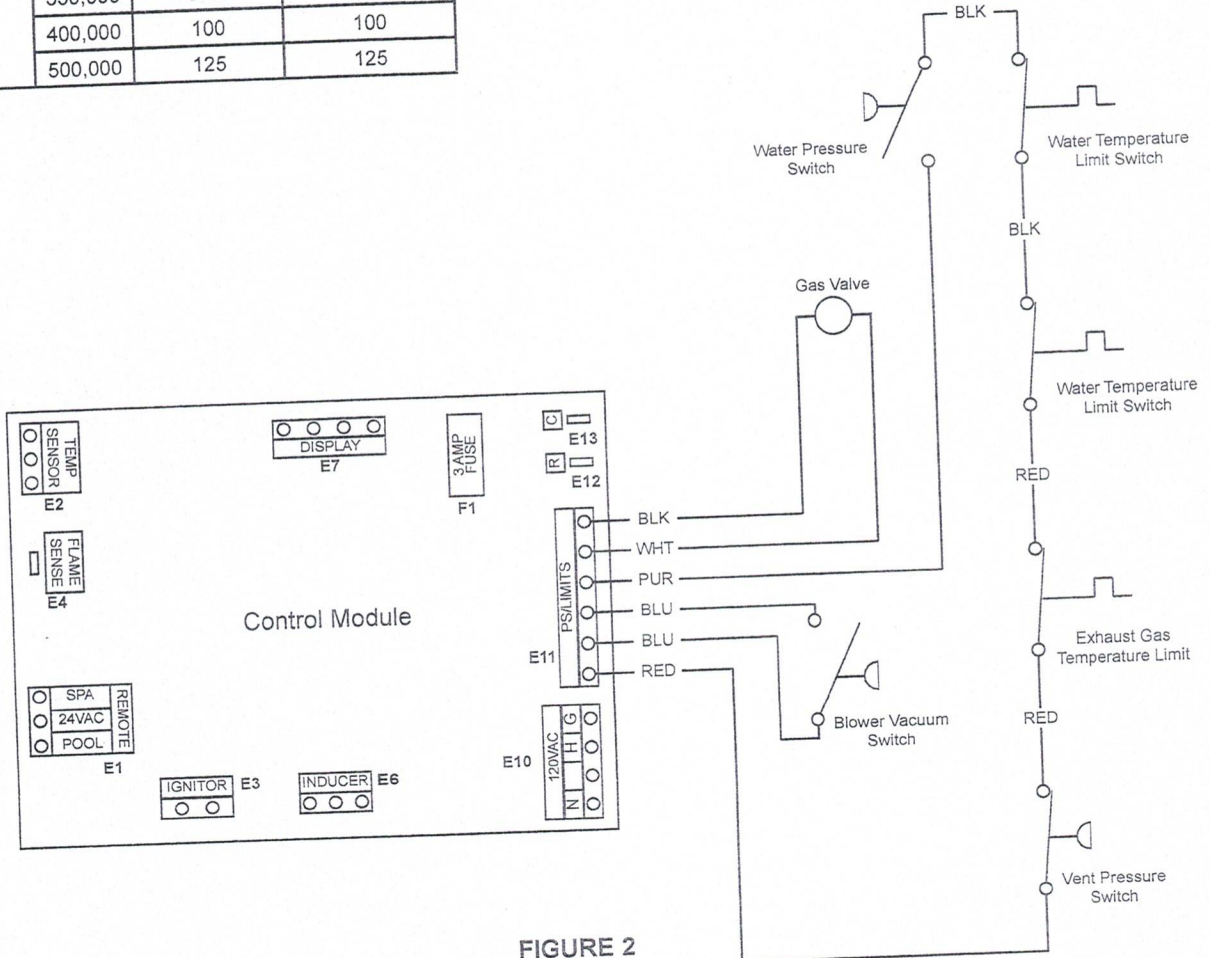 400,000 100 100
500,000 125 125
BLK
Water Pressure
Switch
Water Temperature
Limit Switch
BLK
Gas Valve
Water Temperature
Limit Switch
RED
TEMP
SENSOR
E2
DISPLAY
E7
3 AMP
FUSE
F1
C
E13
R
E12
FLAME
SENSE
E4
Control Module
PS/LIMITS
E11
BLK
WHT
PUR
BLU
BLU
RED
Exhaust Gas
Temperature Limit
Blower Vacuum
Switch
RED
SPA
24VAC
POOL
REMOTE
E1
IGNITOR E3
INDUCER E6
E10
120VAC
G
H
N
Vent Pressure
Switch
FIGURE 2